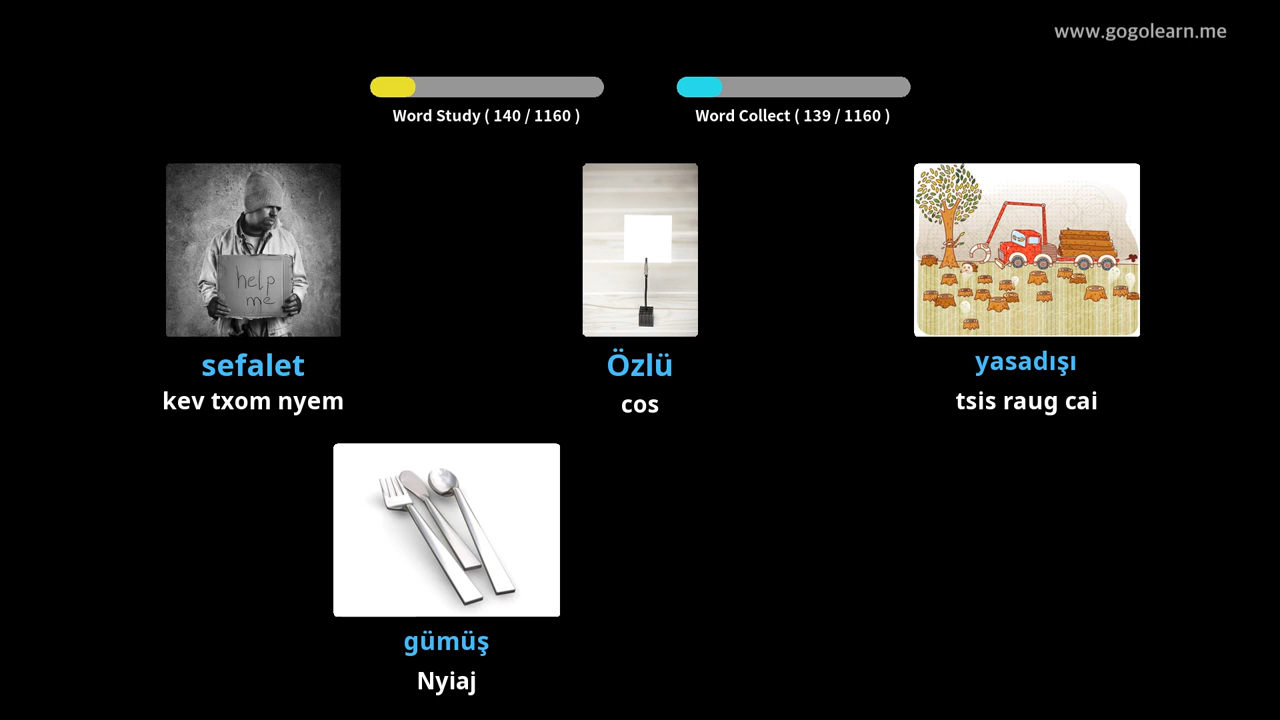 www.gogolearn.me
Word Study ( 140 / 1160 )
Word Collect ( 139 / 1160 )
help
me
sefalet
kev txom nyem
Özlü
cos
yasadışı
tsis raug cai
gümüş
Nyiaj